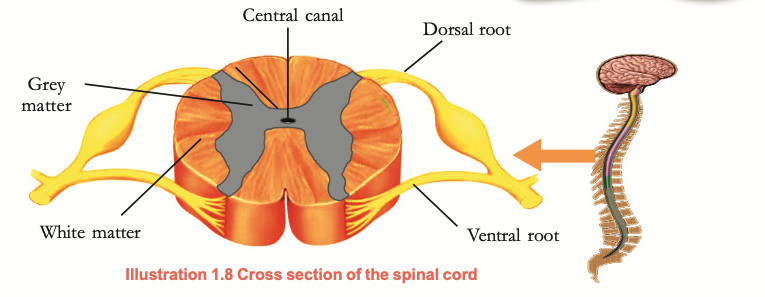 Central canal
Dorsal root
Grey
matter
White matter
Ventral root
Illustration 1.8 Cross section of the spinal cord